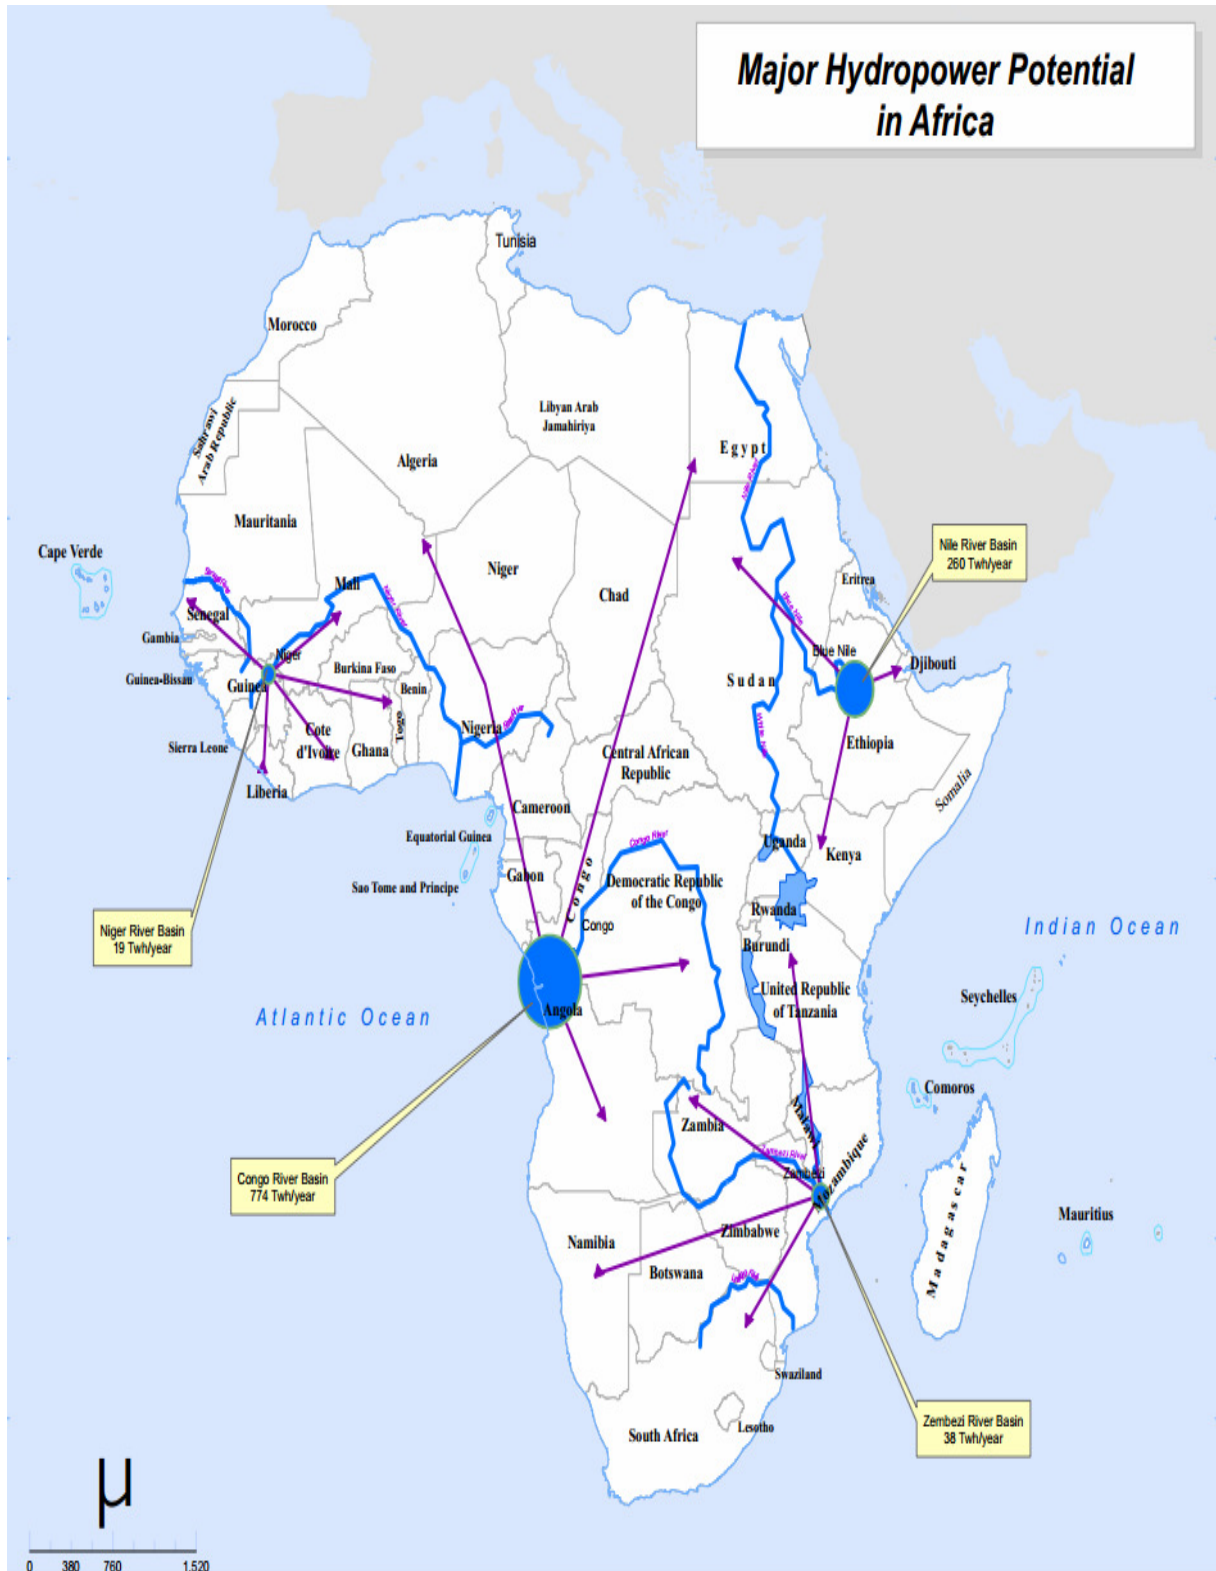 Major Hydropower Potential
in Africa
Tunisia
Morocco
Sahrawi
Arab Republic
Algeria
Libyan Arab
Jamahiriya
Egypt
Mauritania
Cape Verde
Nile River Basin
260 Twh/year
Mali
Niger
Chad
Eritrea
Senegal
Gambia
Niger
Burkina Faso
Blue Nile
Djibouti
Guinea-Bissau
Guinea
Benin
Sudan
Togo
Nigeria
Cote
d'Ivoire
Ghana
Sierra Leone
Ethiopia
Central African
Republic
Liberia
Somalia
Cameroon
Equatorial Guinea
Congo River
Uganda
Kenya
Gabon
Congo
Sao Tome and Principe
Democratic Republic
of the Congo
Rwanda
Congo
Niger River Basin
19 Twh/year
Burundi
Indian Ocean
United Republic
of Tanzania
Seychelles
Angola
Atlantic Ocean
Comoros
Zambia
Malawi
Zambezi River
Zambezi
Mozambique
Congo River Basin
774 Twh/year
Madagascar
Mauritius
Namibia
Zimbabwe
Botswana
Swaziland
South Africa
Lesotho
Zembezi River Basin
38 Twh/year
µ
0 380 760 1.520